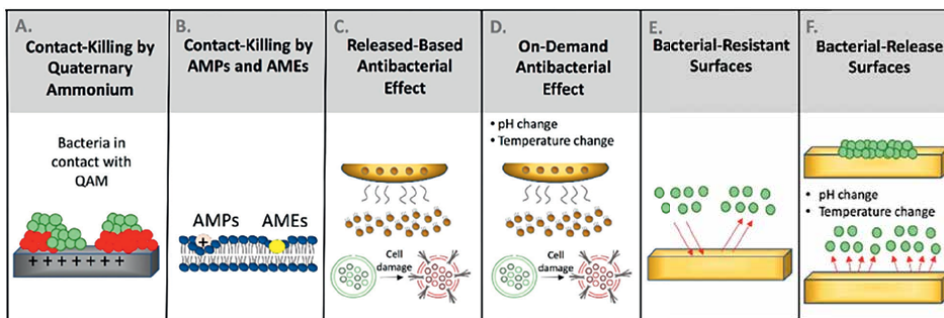 A.
Contact-Killing by
Quaternary
Ammonium
Bacteria in
contact with
QAM
+ + + + + + +
B.
Contact-Killing by
AMPs and AMEs
AMPs AMEs
+
C.
Released-Based
Antibacterial
Effect
Cell
damage
D.
On-Demand
Antibacterial
Effect
• pH change
• Temperature change
Cell
damage
E.
Bacterial-Resistant
Surfaces
F.
Bacterial-Release
Surfaces
• pH change
• Temperature change